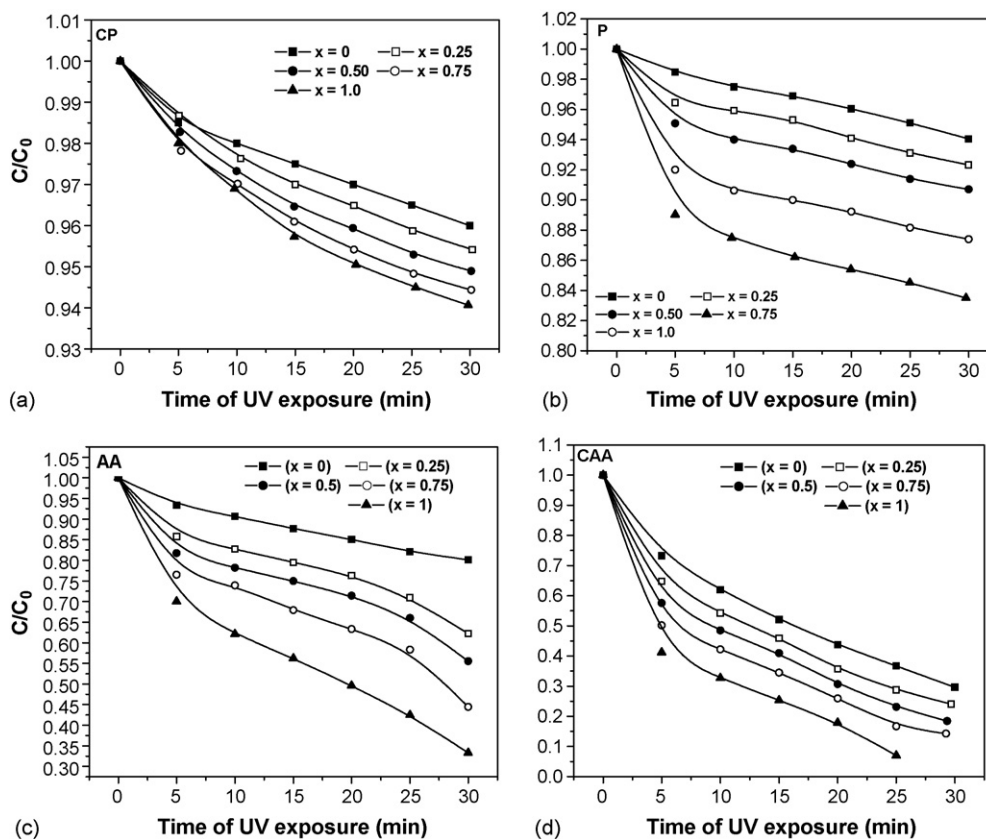 1.01
CP
x = 0 x = 0.25
x = 0.50 x = 0.75
x = 1.0
1.00
0.99
0.98
0.97
0.96
0.95
0.94
0.93
C/C0
0 5 10 15 20 25 30
(a) Time of UV exposure (min)
1.02
P
1.00
0.98
0.96
0.94
0.92
0.90
0.88
0.86
0.84
0.82
0.80
x = 0 x = 0.25
x = 0.50 x = 0.75
x = 1.0
0 5 10 15 20 25 30
(b) Time of UV exposure (min)
1.05
AA
(x = 0) (x = 0.25)
(x = 0.5) (x = 0.75)
(x = 1)
1.00
0.95
0.90
0.85
0.80
0.75
0.70
0.65
0.60
0.55
0.50
0.45
0.40
0.35
0.30
C/C0
0 5 10 15 20 25 30
(c) Time of UV exposure (min)
1.1
CAA
(x = 0) (x = 0.25)
(x = 0.5) (x = 0.75)
(x = 1)
1.0
0.9
0.8
0.7
0.6
0.5
0.4
0.3
0.2
0.1
0.0
0 5 10 15 20 25 30
(d) Time of UV exposure (min)